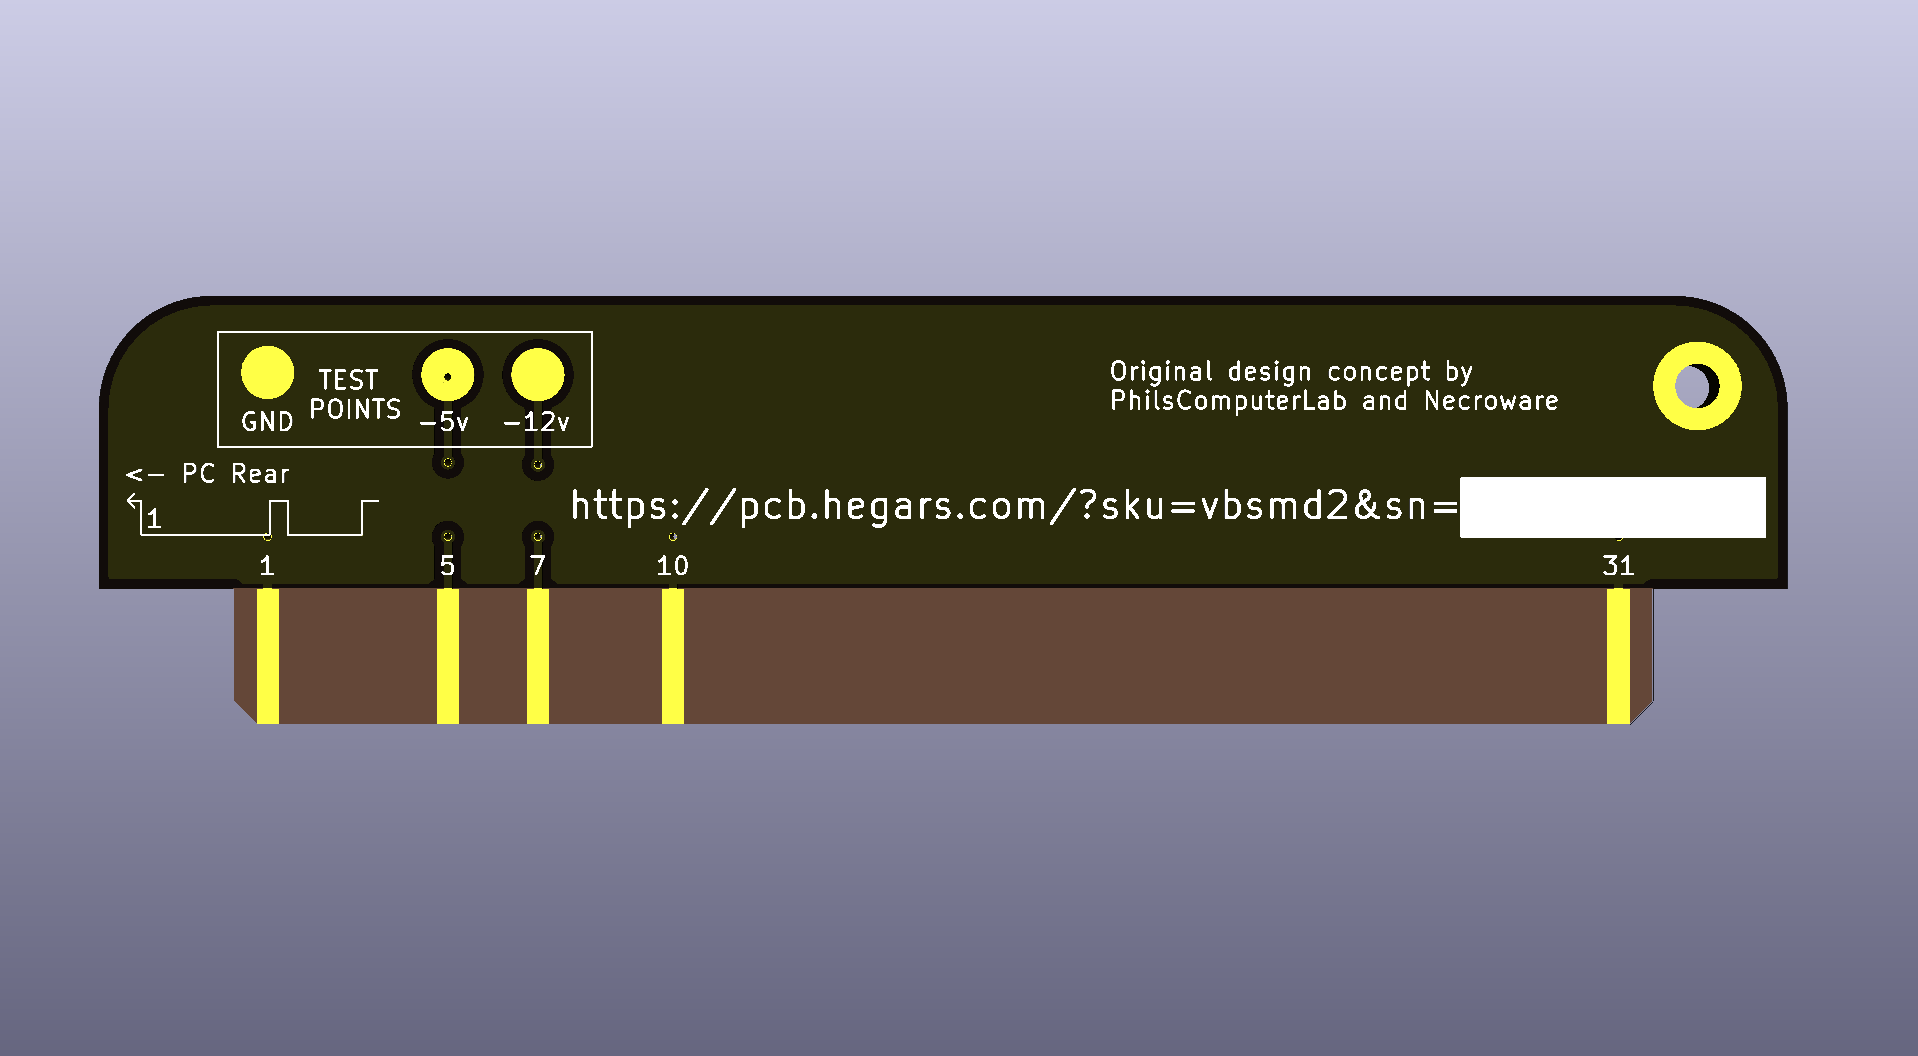 TEST
POINTS
GND
-5v
-12v
Original design concept by
PhilsComputerLab and Necroware
<- PC Rear
1
https://pcb.hegars.com/?sku=vbsmd2&sn=
1
5
7
10
31